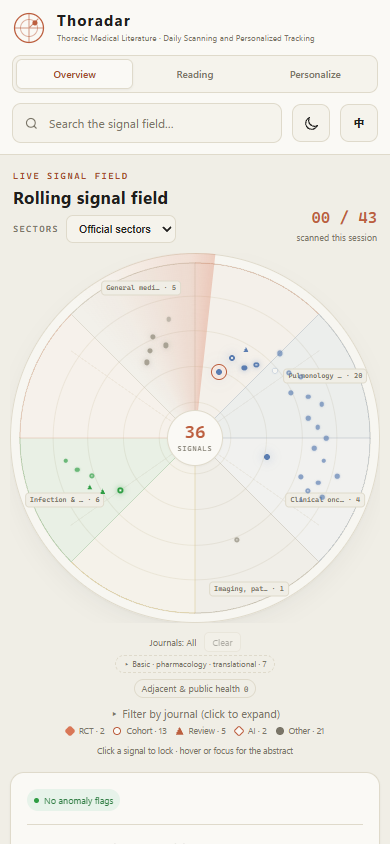 Thoradar
Thoracic Medical Literature · Daily Scanning and Personalized Tracking
Overview
Reading
Personalize
Search the signal field…
中
LIVE SIGNAL FIELD
Rolling signal field
SECTORS Official sectors
00 / 43
scanned this session
General medi… · 5
Pulmonology … · 20
36
SIGNALS
Infection & … · 6
Clinical onc… · 4
Imaging, pat… · 1
Journals: All Clear
‣ Basic · pharmacology · translational · 7
Adjacent & public health 0
‣ Filter by journal (click to expand)
RCT · 2 Cohort · 13 Review · 5 AI · 2 Other · 21
Click a signal to lock · hover or focus for the abstract
No anomaly flags